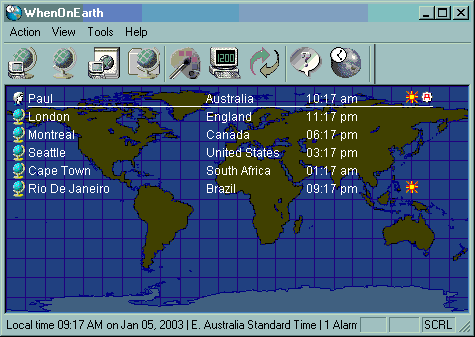 WhenOnEarth
Action View Tools Help
1200
Paul Australia 10:17 am
London England 11:17 pm
Montreal Canada 06:17 pm
Seattle United States 03:17 pm
Cape Town South Africa 01:17 am
Rio De Janeiro Brazil 09:17 pm
Local time 09:17 AM on Jan 05, 2003 | E. Australia Standard Time | 1 Alarm SCRL